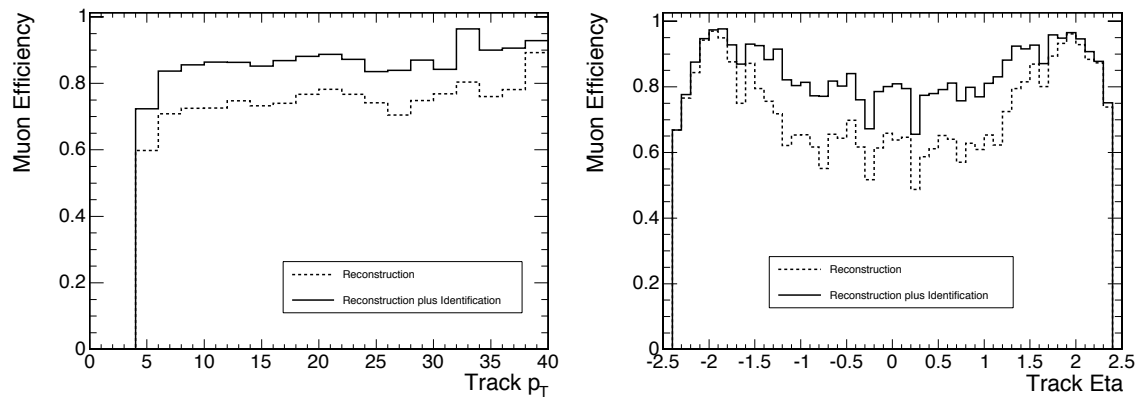 Muon Efficiency
1
0.8
0.6
0.4
0.2
0
Reconstruction
Reconstruction plus Identification
0 5 10 15 20 25 30 35 40
Track pT
Muon Efficiency
1
0.8
0.6
0.4
0.2
0
Reconstruction
Reconstruction plus Identification
-2.5 -2 -1.5 -1 -0.5 0 0.5 1 1.5 2 2.5
Track Eta